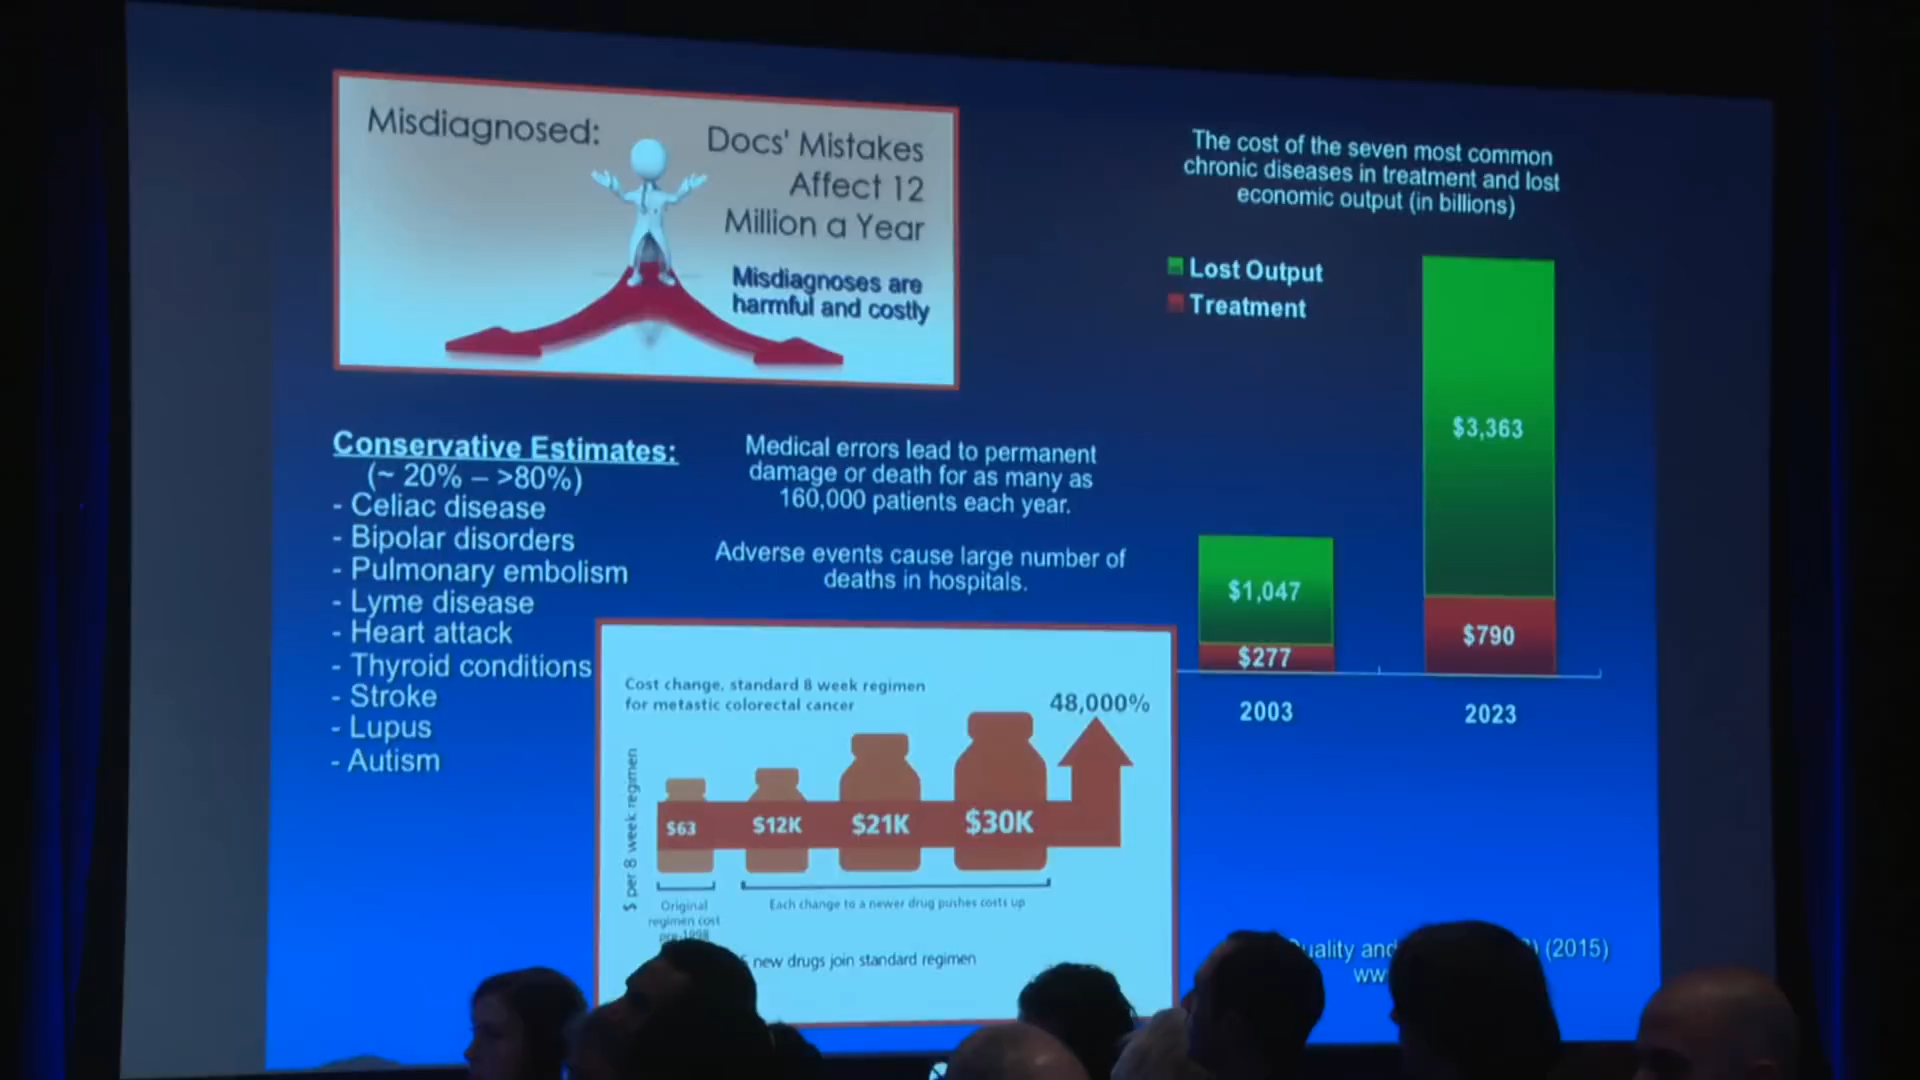 Misdiagnosed:
Docs' Mistakes
Affect 12
Million a Year
Misdiagnoses are
harmful and costly
Conservative Estimates:
(~ 20% – >80%)
- Celiac disease
- Bipolar disorders
- Pulmonary embolism
- Lyme disease
- Heart attack
- Thyroid conditions
- Stroke
- Lupus
- Autism
Medical errors lead to permanent
damage or death for as many as
160,000 patients each year.
Adverse events cause large number of
deaths in hospitals.
Cost change, standard 8 week regimen
for metastic colorectal cancer
48,000%
$ per 8 week regimen
$63
$12K
$21K
$30K
Original
regimen cost
pre-1998
Each change to a newer drug pushes costs up
new drugs join standard regimen
The cost of the seven most common
chronic diseases in treatment and lost
economic output (in billions)
Lost Output
Treatment
$3,363
$790
$1,047
$277
2003
2023
and
(2015)